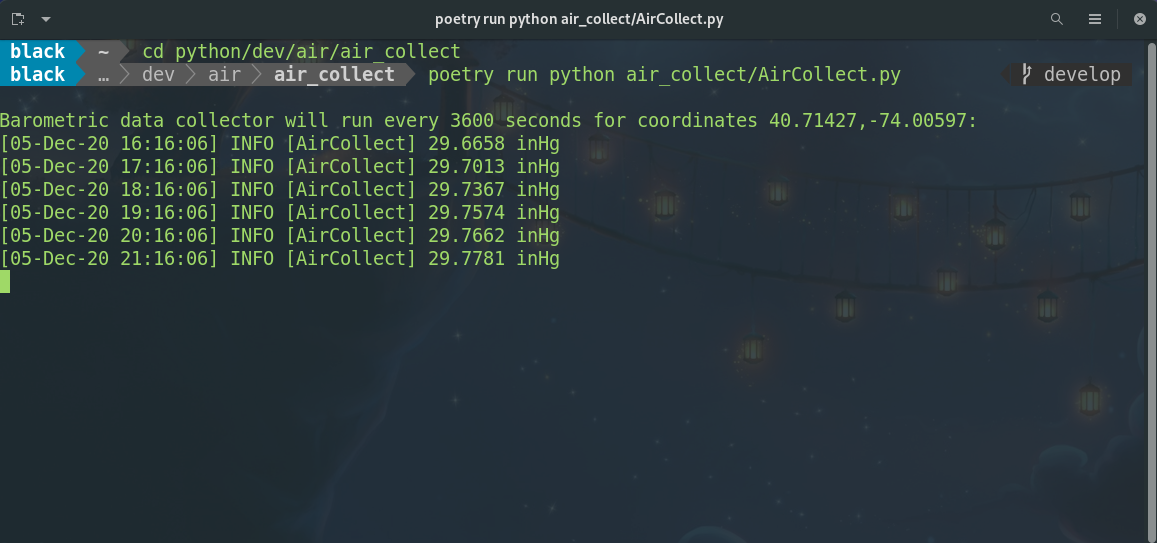 poetry run python air_collect/AirCollect.py
black ~ cd python/dev/air/air_collect
black … dev air air_collect poetry run python air_collect/AirCollect.py develop
Barometric data collector will run every 3600 seconds for coordinates 40.71427,-74.00597:
[05-Dec-20 16:16:06] INFO [AirCollect] 29.6658 inHg
[05-Dec-20 17:16:06] INFO [AirCollect] 29.7013 inHg
[05-Dec-20 18:16:06] INFO [AirCollect] 29.7367 inHg
[05-Dec-20 19:16:06] INFO [AirCollect] 29.7574 inHg
[05-Dec-20 20:16:06] INFO [AirCollect] 29.7662 inHg
[05-Dec-20 21:16:06] INFO [AirCollect] 29.7781 inHg